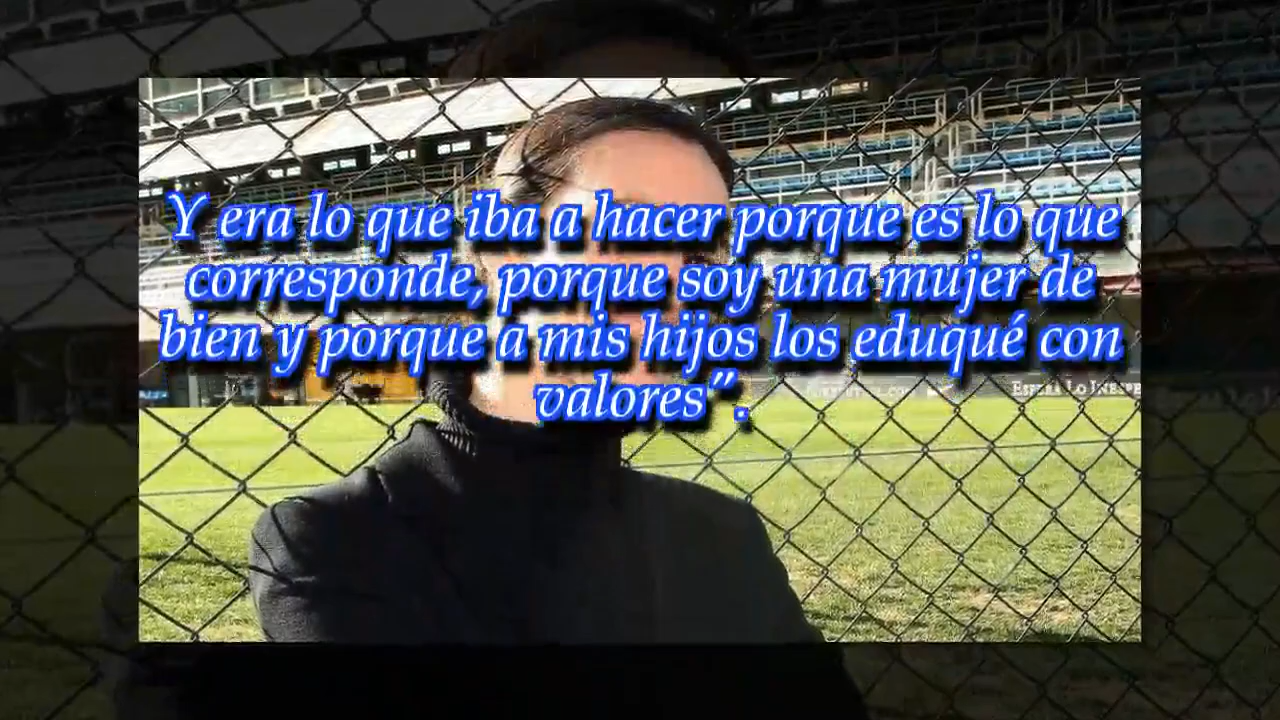 Y era lo que iba a hacer porque es lo que
corresponde, porque soy una mujer de
bien y porque a mis hijos los eduqué con
valores”.